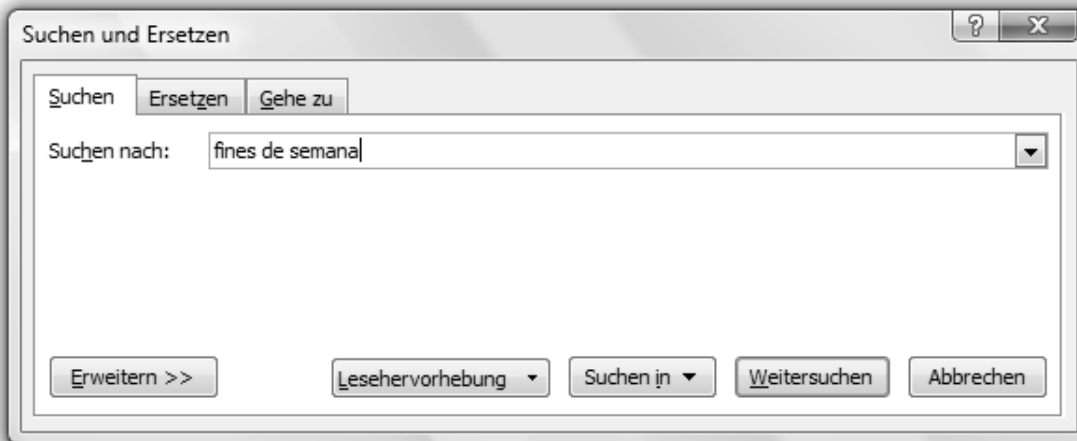 Suchen und Ersetzen
Suchen Ersetzen Gehe zu
Suchen nach: fines de semana
Erweitern >> Lesehervorhebung Suchen in Weitersuchen Abbrechen